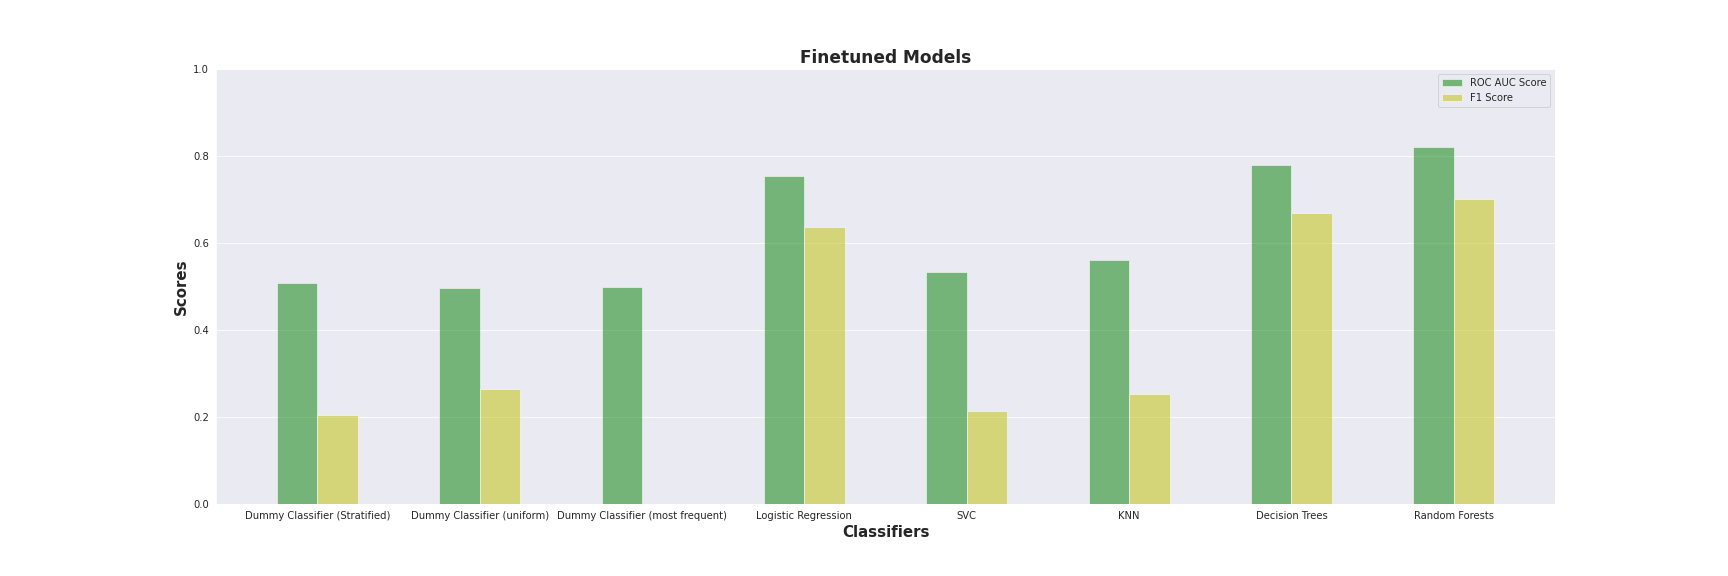 Finetuned Models
1.0
ROC AUC Score
F1 Score
0.8
0.6
Scores
0.4
0.2
0.0
Dummy Classifier (Stratified) Dummy Classifier (uniform) Dummy Classifier (most frequent) Logistic Regression SVC KNN Decision Trees Random Forests
Classifiers